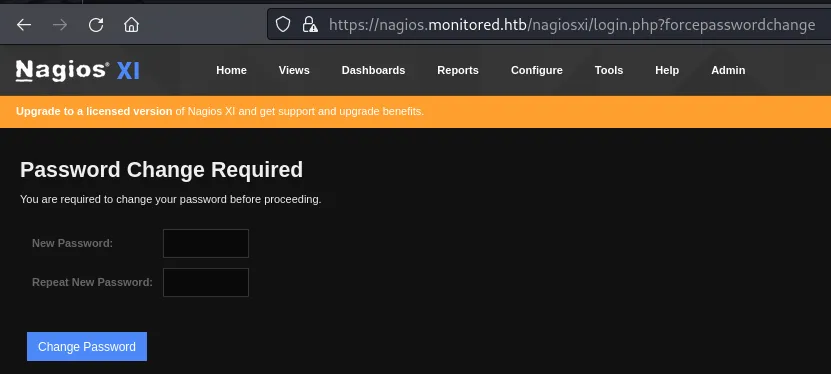 https://nagios.monitored.htb/nagiosxi/login.php?forcepasswordchange
Nagios® XI Home Views Dashboards Reports Configure Tools Help Admin
Upgrade to a licensed version of Nagios XI and get support and upgrade benefits.
Password Change Required
You are required to change your password before proceeding.
New Password:
Repeat New Password:
Change Password